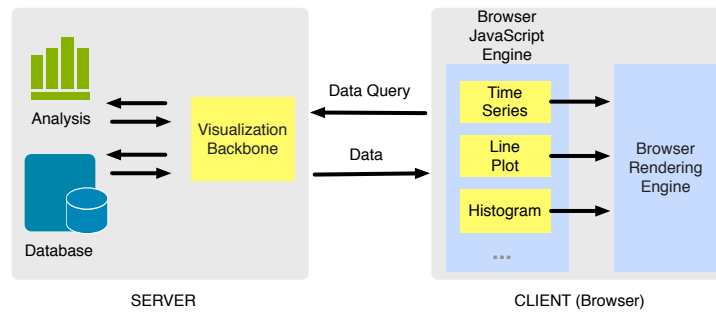 Analysis
Database
Visualization
Backbone
SERVER
Data Query
Data
Browser
JavaScript
Engine
Time
Series
Line
Plot
Histogram
...
Browser
Rendering
Engine
CLIENT (Browser)